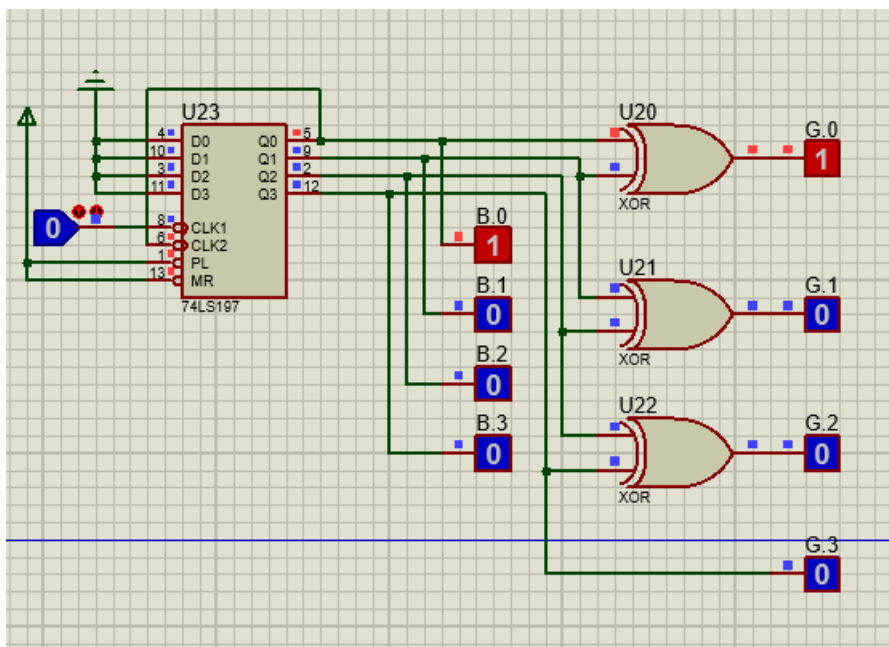 U23
4 D0 Q0 5
10 D1 Q1 9
3 D2 Q2 2
11 D3 Q3 12
0
8 CLK1
6 CLK2
1 PL
13 MR
74LS197
B.0
1
B.1
0
B.2
0
B.3
0
U20
XOR
G.0
1
U21
XOR
G.1
0
U22
XOR
G.2
0
G.3
0